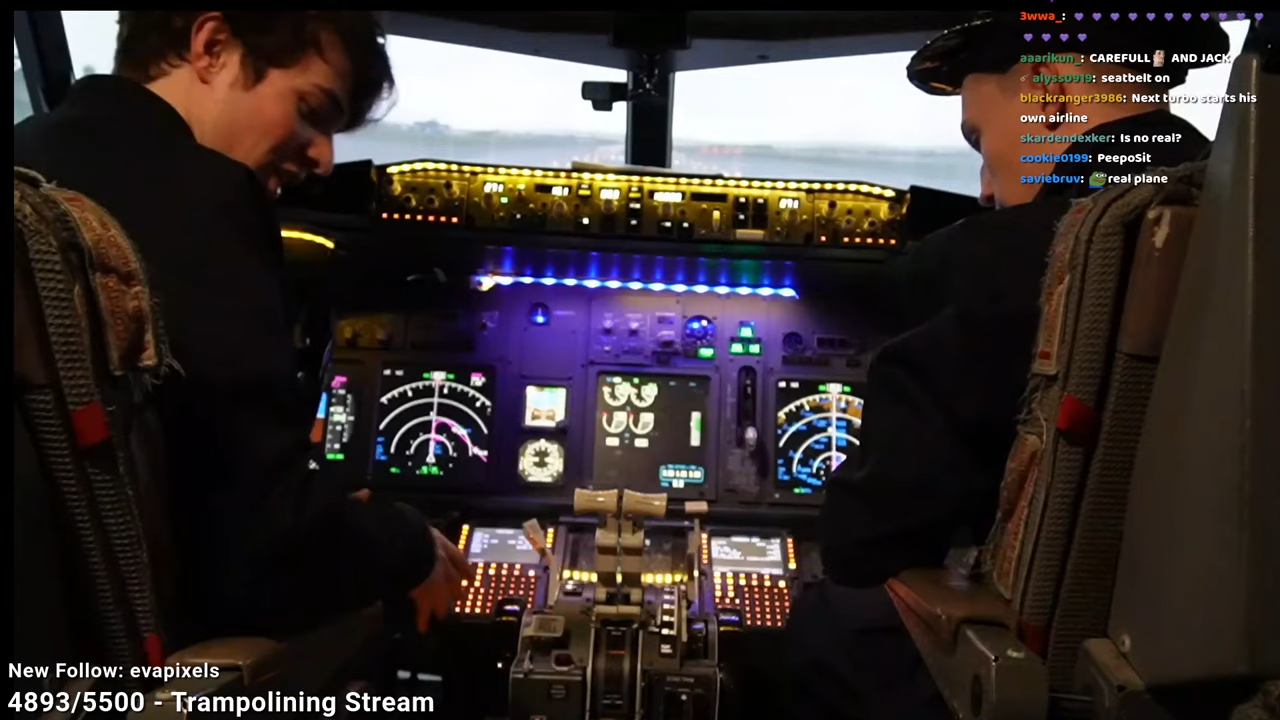 3wwa_:
aaarikun_: CAREFULL AND JACK
alyss0919: seatbelt on
blackranger3986: Next turbo starts his
own airline
skardendexker: Is no real?
cookie0199: PeepoSit
saviebruv: real plane
New Follow: evapixels
4893/5500 - Trampolining Stream